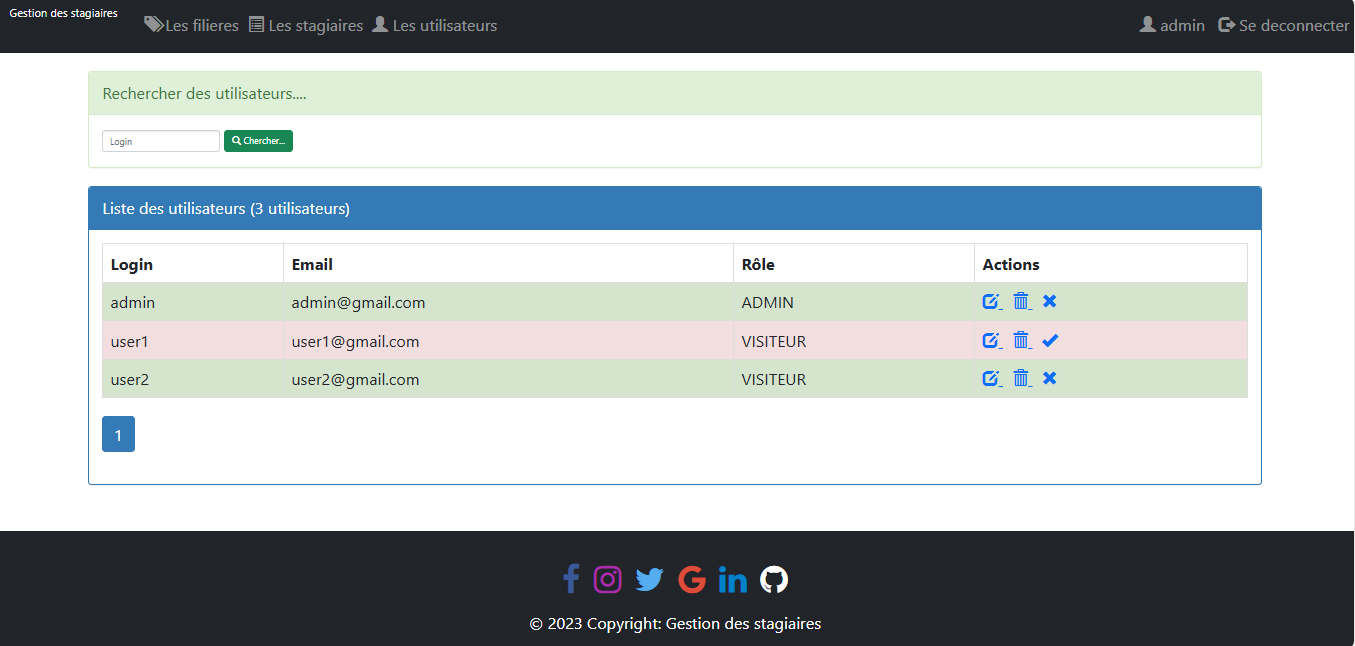 Gestion des stagiaires
Les filieres Les stagiaires Les utilisateurs admin Se deconnecter
Rechercher des utilisateurs....
Login Chercher...
Liste des utilisateurs (3 utilisateurs)
Login Email Rôle Actions
admin admin@gmail.com ADMIN
user1 user1@gmail.com VISITEUR
user2 user2@gmail.com VISITEUR
1
© 2023 Copyright: Gestion des stagiaires